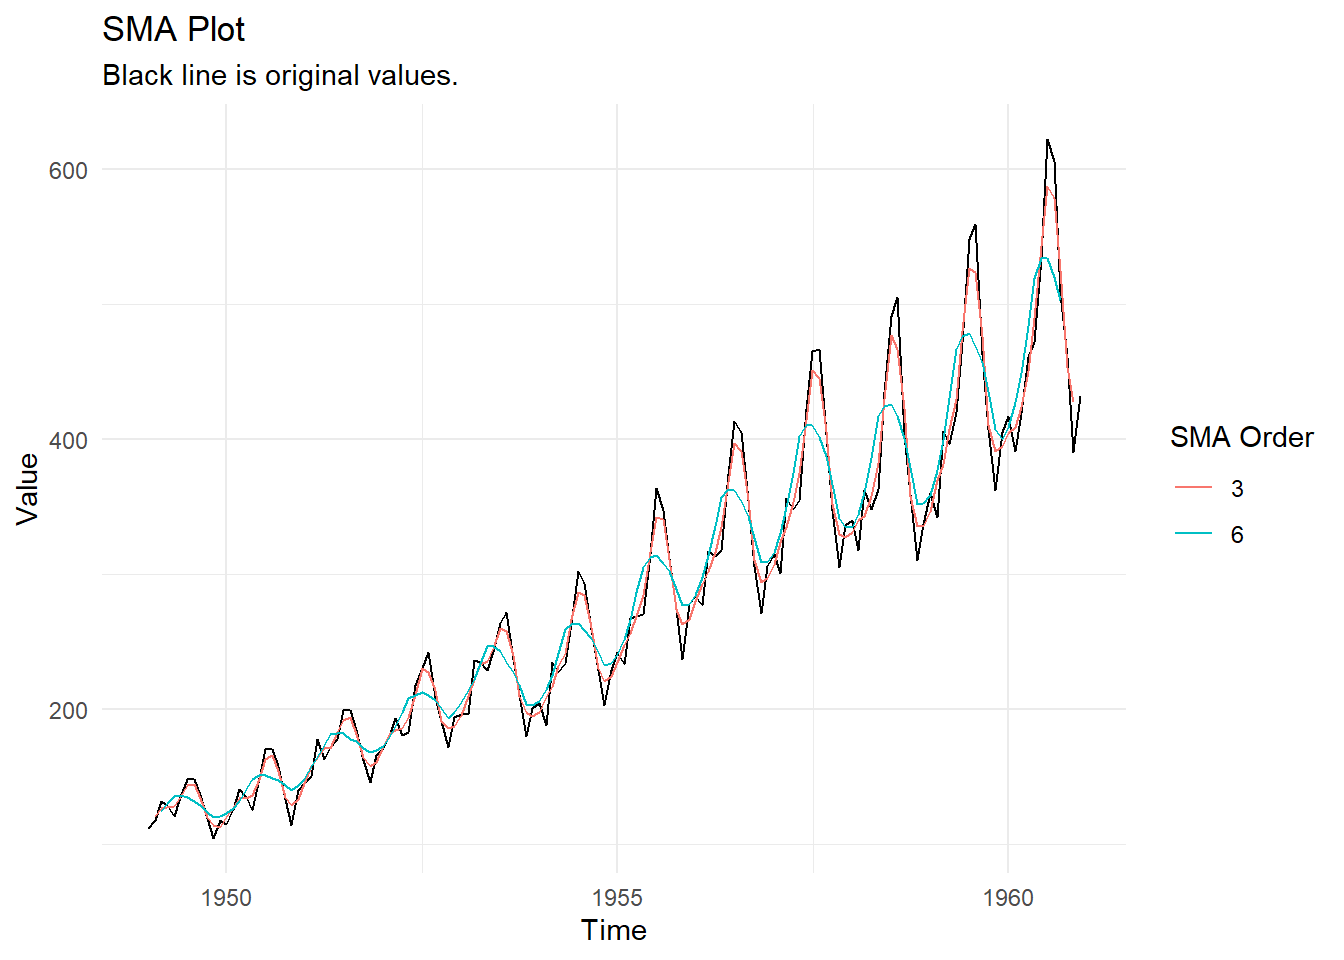 SMA Plot
Black line is original values.
600
400
200
Value
1950
1955
1960
Time
SMA Order
3
6